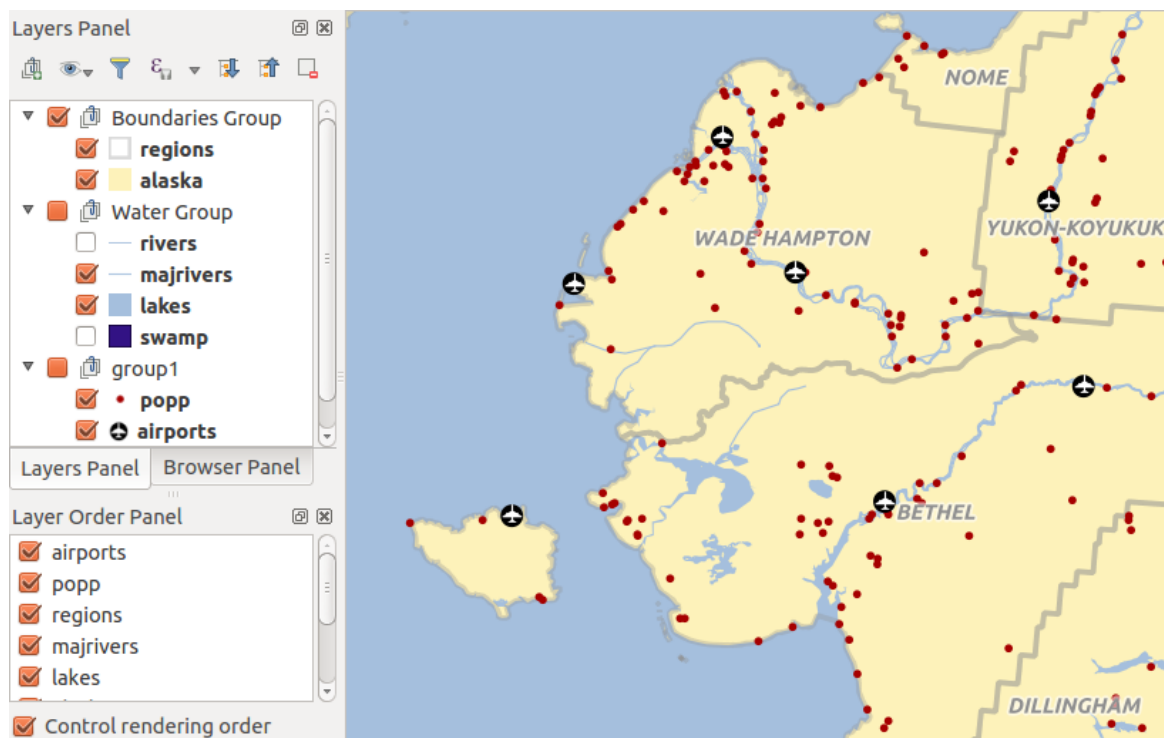 Layers Panel
Boundaries Group
regions
alaska
Water Group
rivers
majrivers
lakes
swamp
group1
popp
airports
Layers Panel
Browser Panel
Layer Order Panel
airports
popp
regions
majrivers
lakes
Control rendering order
NOME
WADE HAMPTON
YUKON-KOYUKUK
BETHEL
DILLINGHAM